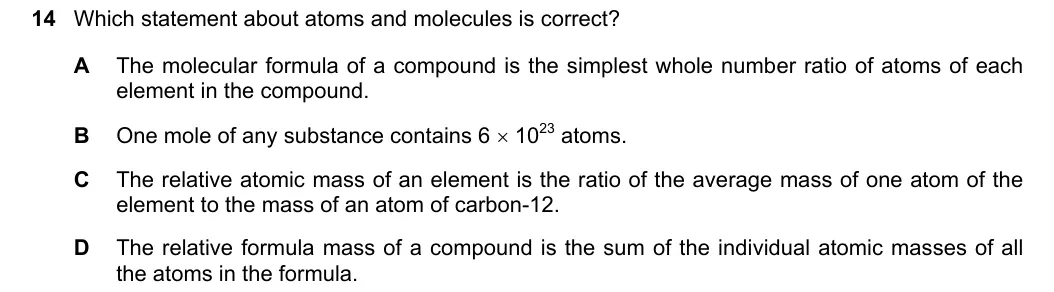 14 Which statement about atoms and molecules is correct?
A The molecular formula of a compound is the simplest whole number ratio of atoms of each
element in the compound.
B One mole of any substance contains 6 × 10²³ atoms.
C The relative atomic mass of an element is the ratio of the average mass of one atom of the
element to the mass of an atom of carbon-12.
D The relative formula mass of a compound is the sum of the individual atomic masses of all
the atoms in the formula.